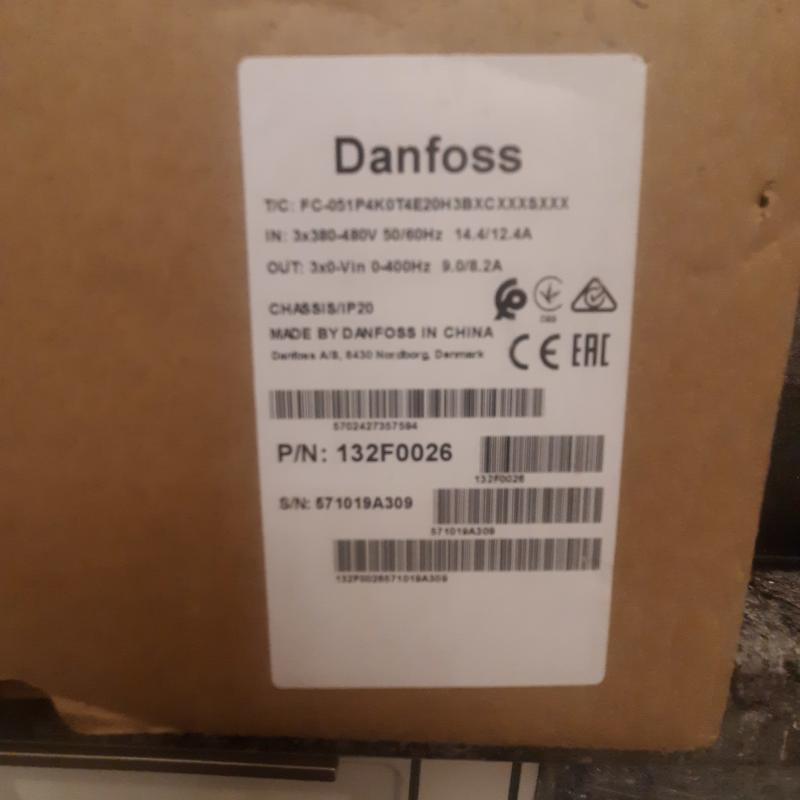 Danfoss
T/C: FC-051P4K0T4E20H3BXCXXXSXXX
IN: 3x380-480V 50/60Hz 14.4/12.4A
OUT: 3x0-Vin 0-400Hz 9.0/8.2A
CHASSIS/IP20
MADE BY DANFOSS IN CHINA
Danfoss A/S, 6430 Nordborg, Denmark
CE EAC
5702427357594
P/N: 132F0026
132F0026
S/N: 571019A309
571019A309
132F0026571019A309